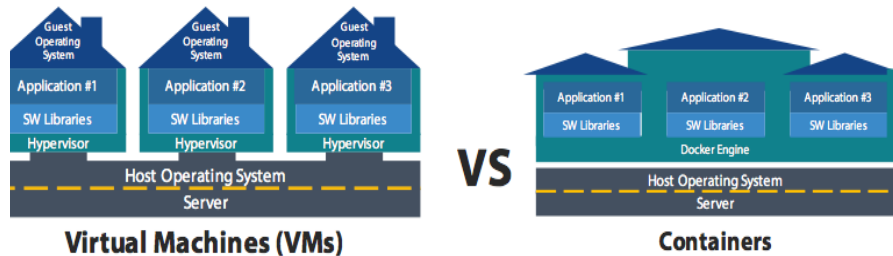 Guest
Operating
System
Guest
Operating
System
Guest
Operating
System
Application #1
Application #2
Application #3
SW Libraries
SW Libraries
SW Libraries
Hypervisor
Hypervisor
Hypervisor
Host Operating System
Server
Virtual Machines (VMs)
VS
Application #1
Application #2
Application #3
SW Libraries
SW Libraries
SW Libraries
Docker Engine
Host Operating System
Server
Containers